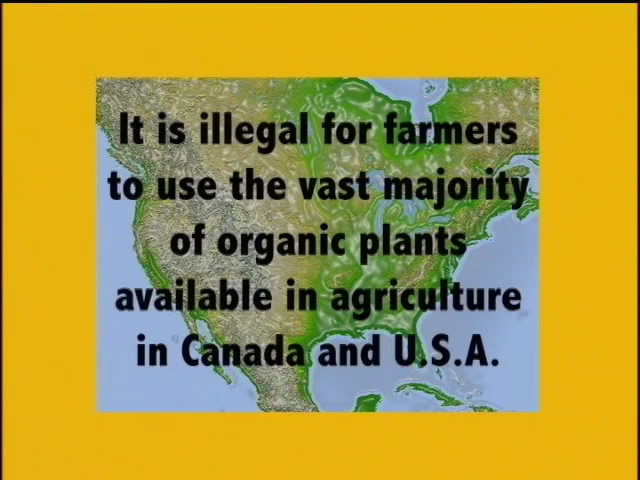 It is illegal for farmers
to use the vast majority
of organic plants
available in agriculture
in Canada and U.S.A.